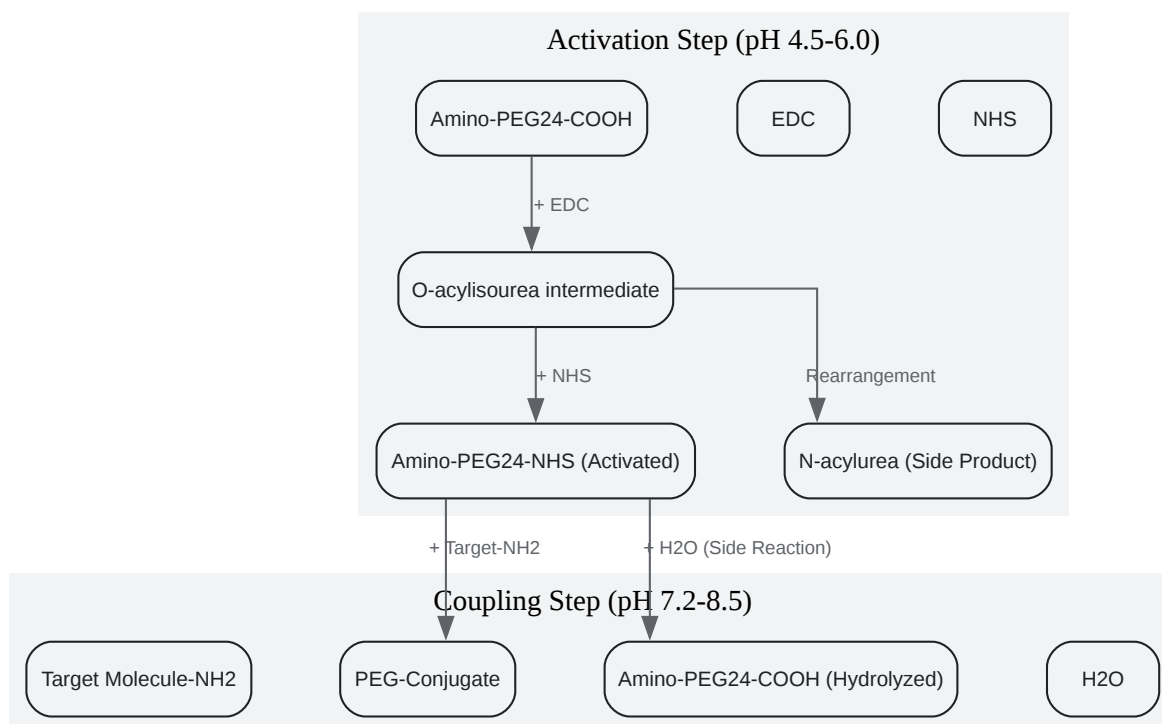 Activation Step (pH 4.5-6.0)
Amino-PEG24-COOH
EDC
NHS
+ EDC
O-acylisourea intermediate
+ NHS
Rearrangement
Amino-PEG24-NHS (Activated)
N-acylurea (Side Product)
+ Target-NH2
+ H2O (Side Reaction)
Coupling Step (pH 7.2-8.5)
Target Molecule-NH2
PEG-Conjugate
Amino-PEG24-COOH (Hydrolyzed)
H2O